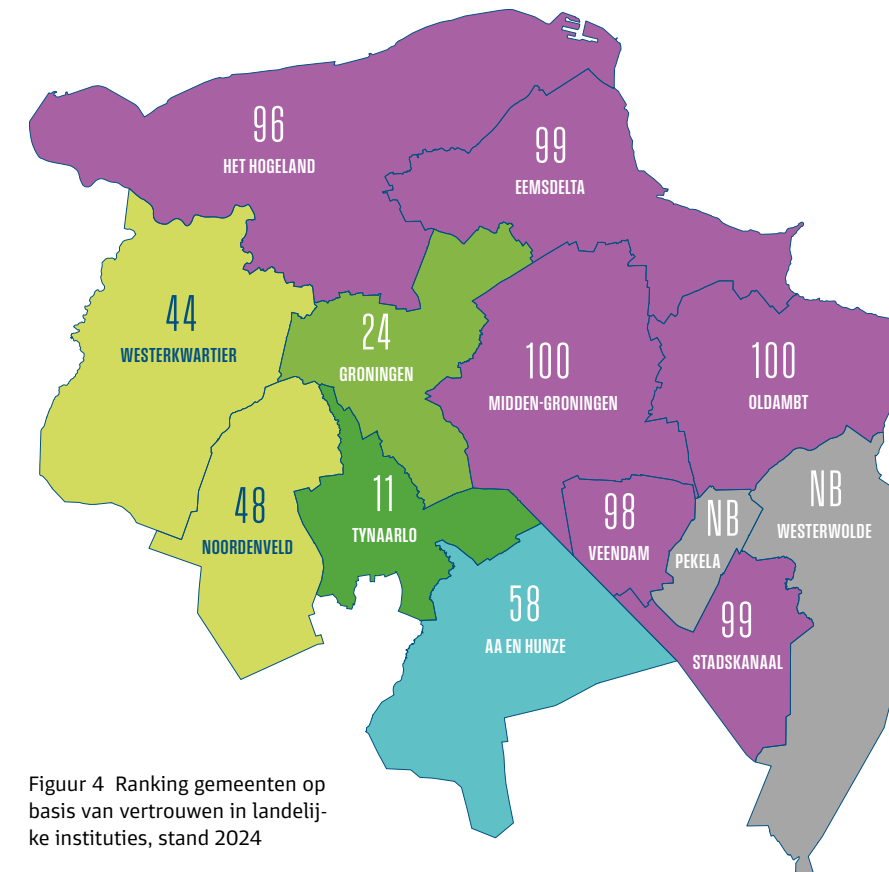 96
HET HOGELAND
99
EEMSDELTA
44
WESTERKWARTIER
24
GRONINGEN
100
MIDDEN-GRONINGEN
100
OLDAMBT
48
NOORDENVELD
11
TYNAARLO
98
VEENDAM
NB
PEKELA
NB
WESTERWOLDE
58
AA EN HUNZE
99
STADSKANAAL
Figuur 4 Ranking gemeenten op
basis van vertrouwen in landelij-
ke instituties, stand 2024